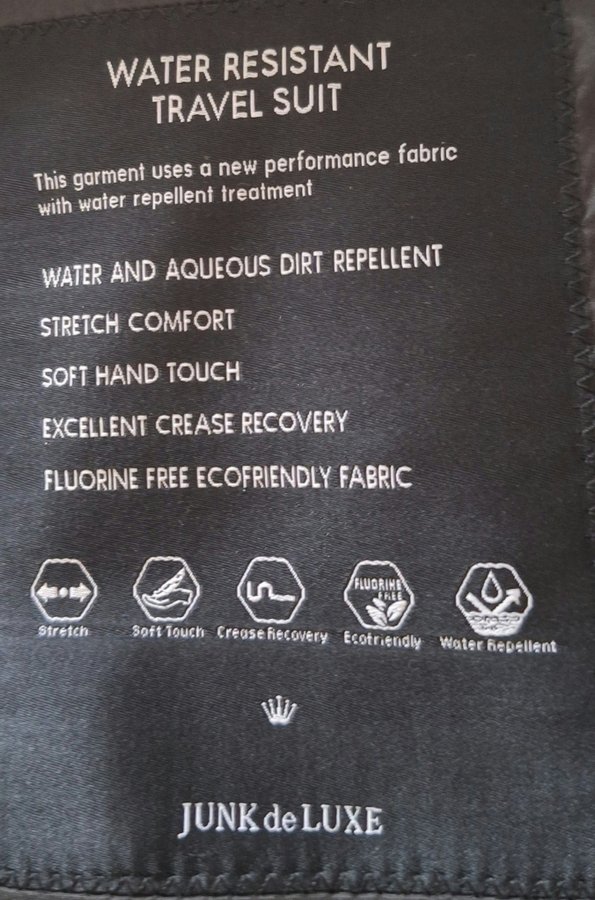 WATER RESISTANT
TRAVEL SUIT
This garment uses a new performance fabric
with water repellent treatment
WATER AND AQUEOUS DIRT REPELLENT
STRETCH COMFORT
SOFT HAND TOUCH
EXCELLENT CREASE RECOVERY
FLUORINE FREE ECOFRIENDLY FABRIC
FLUORINE
FREE
Stretch Soft Touch Crease Recovery Ecofriendly Water Repellent
JUNK de LUXE